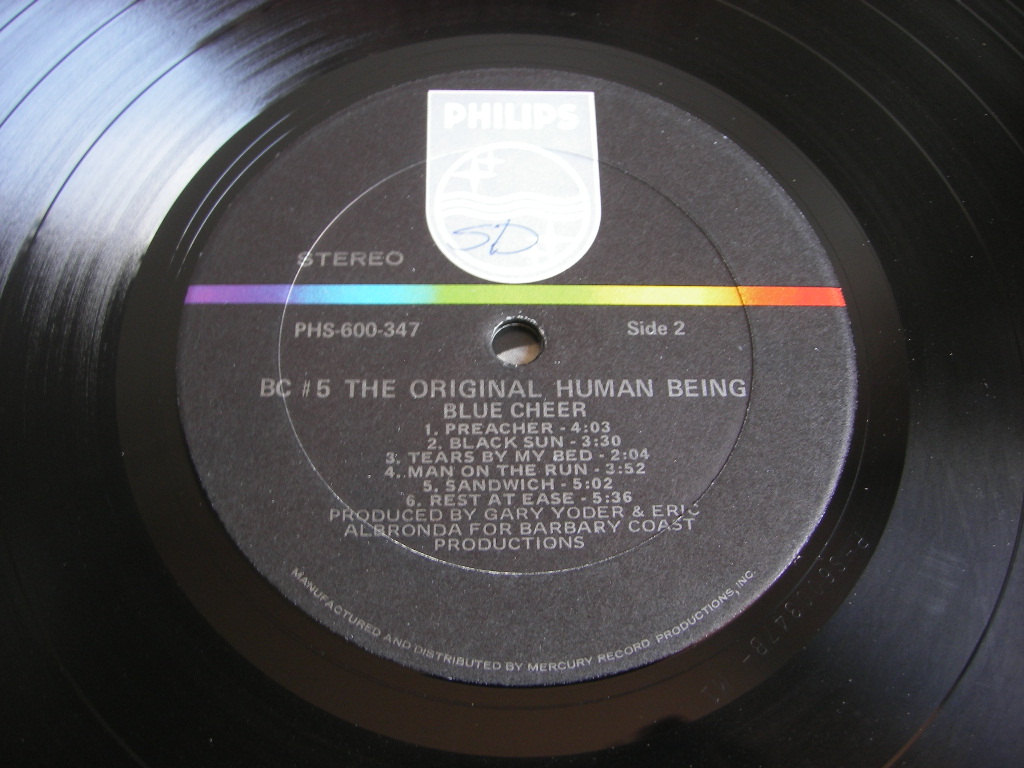 PHILIPS
SD
STEREO
PHS-600-347 Side 2
BC #5 THE ORIGINAL HUMAN BEING
BLUE CHEER
1. PREACHER - 4:03
2. BLACK SUN - 3:30
3. TEARS BY MY BED - 2:04
4. MAN ON THE RUN - 3:52
5. SANDWICH - 5:02
6. REST AT EASE - 5:36
PRODUCED BY GARY YODER & ERIC
ALBRONDA FOR BARBARY COAST
PRODUCTIONS
MANUFACTURED AND DISTRIBUTED BY MERCURY RECORD PRODUCTIONS, INC.